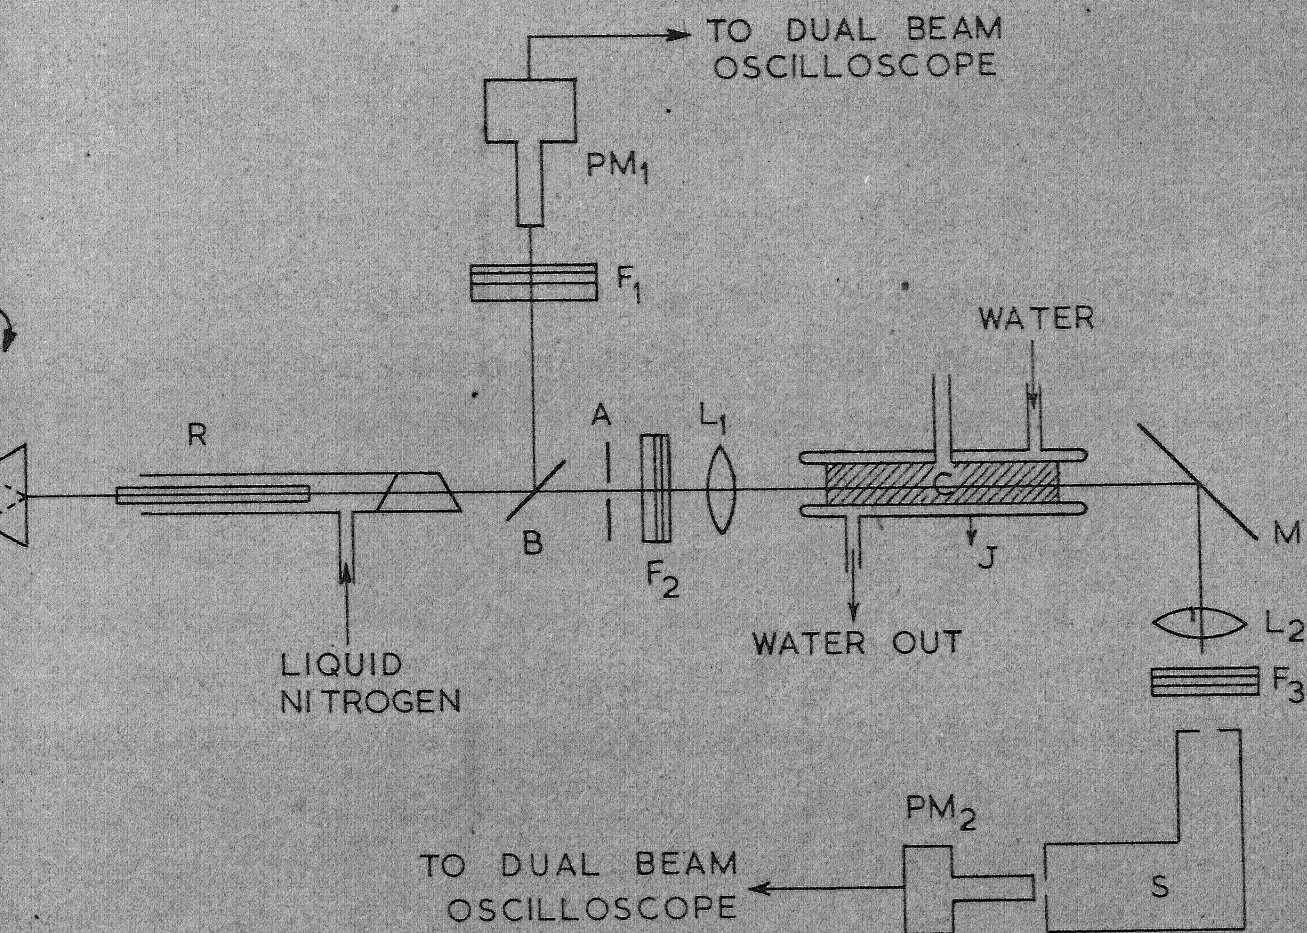 TO DUAL BEAM
OSCILLOSCOPE
PM1
F1
WATER
R
A
L1
C
B
F2
J
M
WATER OUT
L2
LIQUID
NITROGEN
F3
PM2
TO DUAL BEAM
OSCILLOSCOPE
S